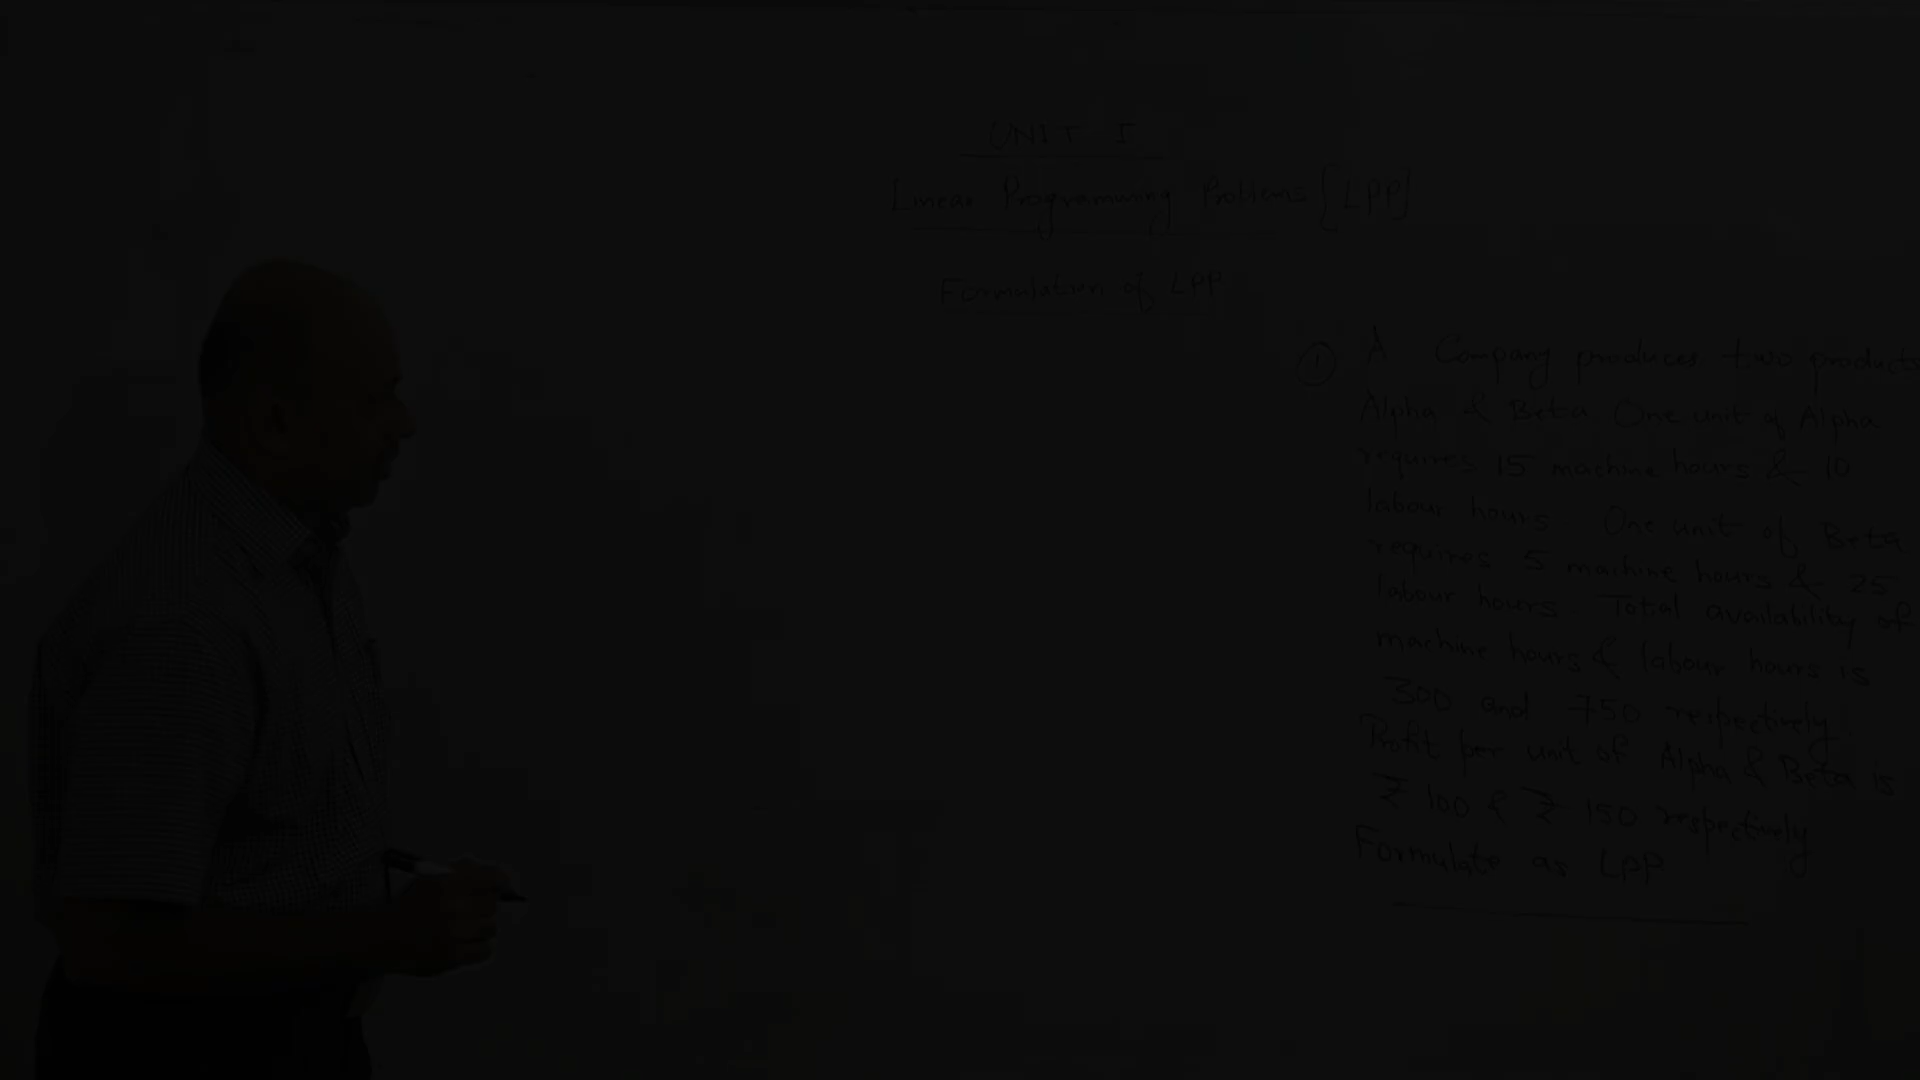 UNIT I
Linear Programming Problems [LPP]
Formulation of LPP
① A Company produces two products
Alpha & Beta. One unit of Alpha
requires 15 machine hours & 10
labour hours. One unit of Beta
requires 5 machine hours & 25
labour hours. Total availability of
machine hours & labour hours is
300 and 750 respectively.
Profit per unit of Alpha & Beta is
₹ 100 & ₹ 150 respectively
Formulate as LPP